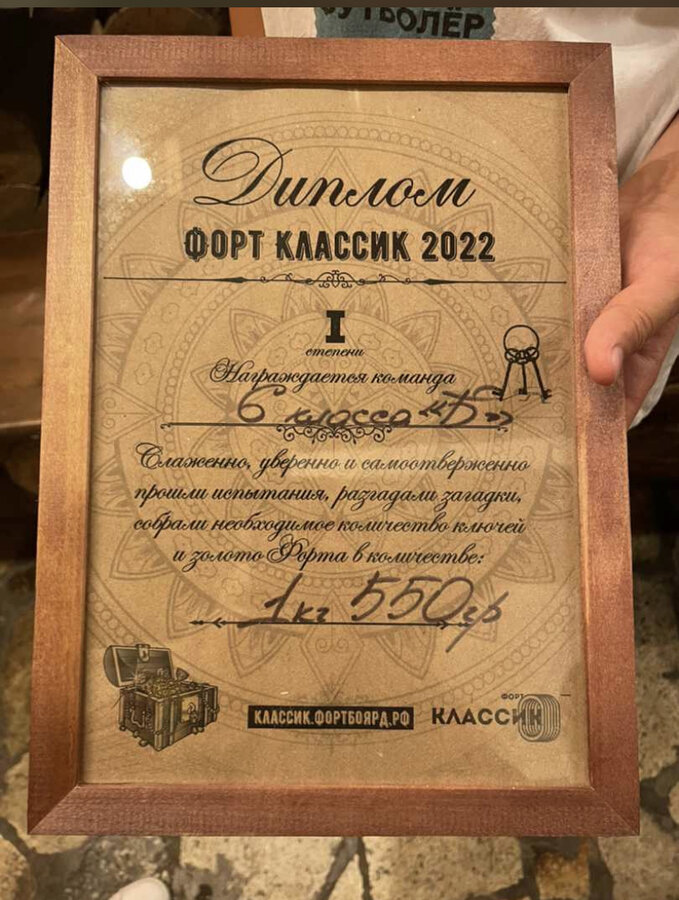 ФУТБОЛЁР
Диплом
ФОРТ КЛАССИК 2022
I
степени
Награждается команда
6 класса «Б»
Слаженно, уверенно и самоотверженно
прошли испытания, разгадали загадки,
собрали необходимое количество ключей
и золото Форта в количестве:
1кг 550гр
КЛАССИК.ФОРТБОЯРД.РФ
ФОРТ
КЛАССИК